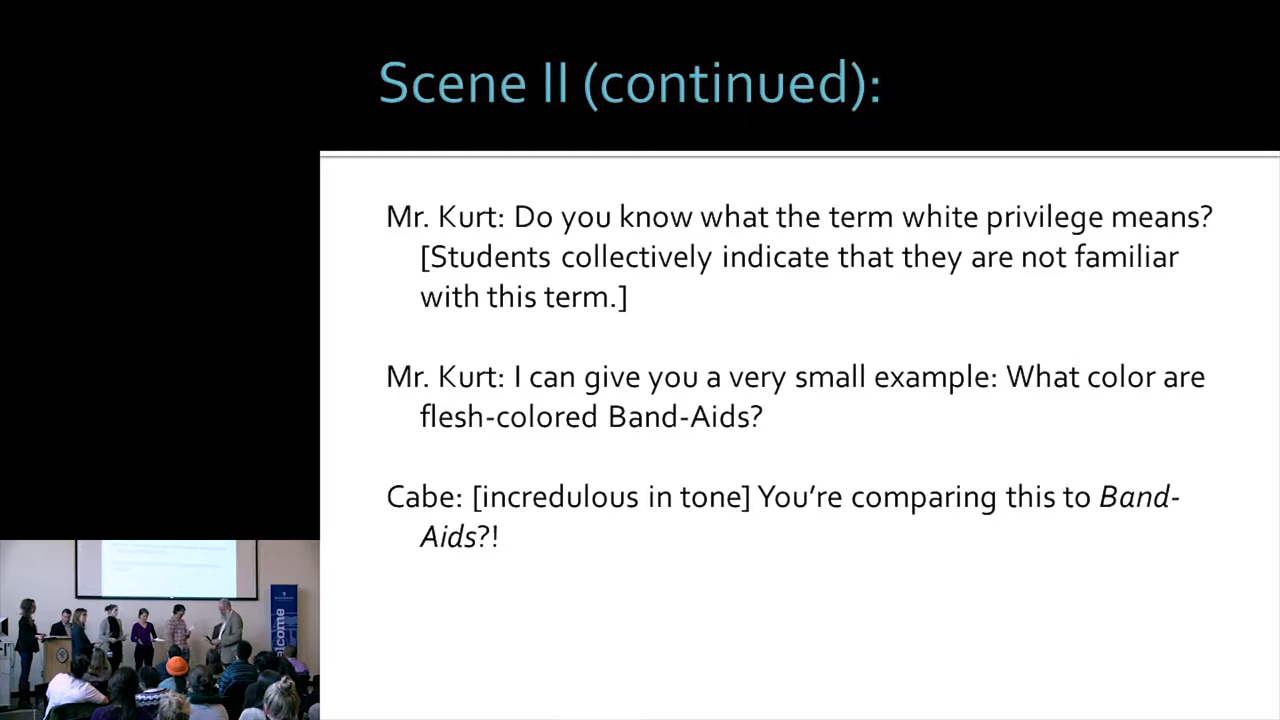 Scene II (continued):
Mr. Kurt: Do you know what the term white privilege means?
[Students collectively indicate that they are not familiar
with this term.]
Mr. Kurt: I can give you a very small example: What color are
flesh-colored Band-Aids?
Cabe: [incredulous in tone] You’re comparing this to Band-
Aids?!